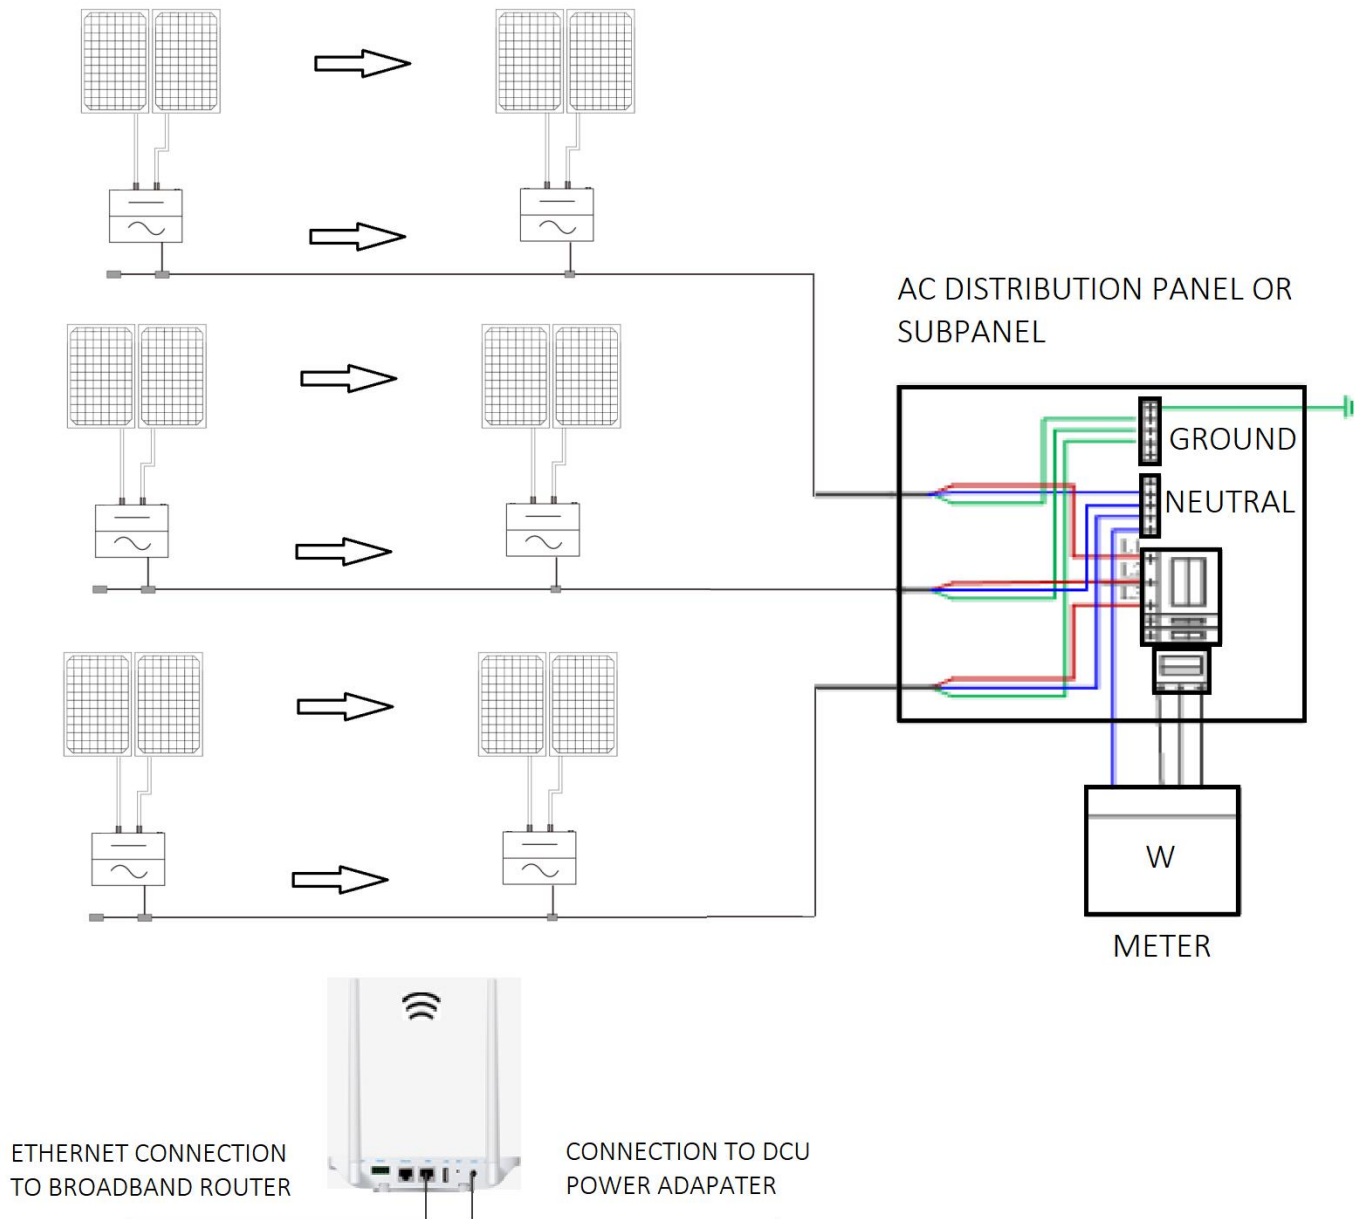 AC DISTRIBUTION PANEL OR
SUBPANEL
GROUND
NEUTRAL
W
METER
ETHERNET CONNECTION
TO BROADBAND ROUTER
CONNECTION TO DCU
POWER ADAPATER